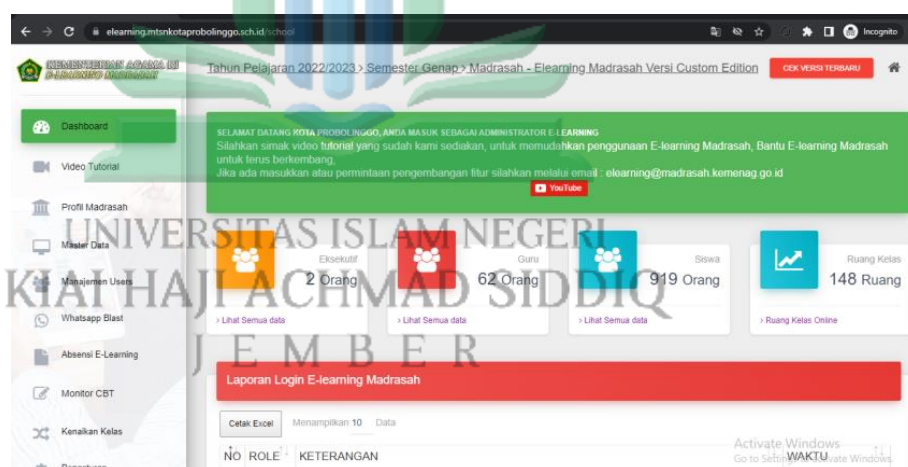 elearning.mtsnkotaprobolinggo.sch.id/school
Incognito
KEMENTERIAN AGAMA RI
E-LEARNING MADRASAH
Tahun Pelajaran 2022/2023 > Semester Genap > Madrasah - Elearning Madrasah Versi Custom Edition
CEK VERSI TERBARU
Dashboard
Video Tutorial
Profil Madrasah
Master Data
Manajemen Users
Whatsapp Blast
Absensi E-Learning
Monitor CBT
Kenaikan Kelas
SELAMAT DATANG KOTA PROBOLINGGO, ANDA MASUK SEBAGAI ADMINISTRATOR E-LEARNING
Silahkan simak video tutorial yang sudah kami sediakan, untuk memudahkan penggunaan E-learning Madrasah, Bantu E-learning Madrasah
untuk terus berkembang,
Jika ada masukkan atau permintaan pengembangan fitur silahkan melalui email : elearning@madrasah.kemenag.go.id
YouTube
UNIVERSITAS ISLAM NEGERI
KIAI HAJI ACHMAD SIDDIQ
JEMBER
Eksekutif
2 Orang
> Lihat Semua data
Guru
62 Orang
> Lihat Semua data
Siswa
919 Orang
> Lihat Semua data
Ruang Kelas
148 Ruang
> Ruang Kelas Online
Laporan Login E-learning Madrasah
Cetak Excel
Menampilkan 10 Data
NO ROLE KETERANGAN WAKTU
Activate Windows
Go to Settings to activate Windows.